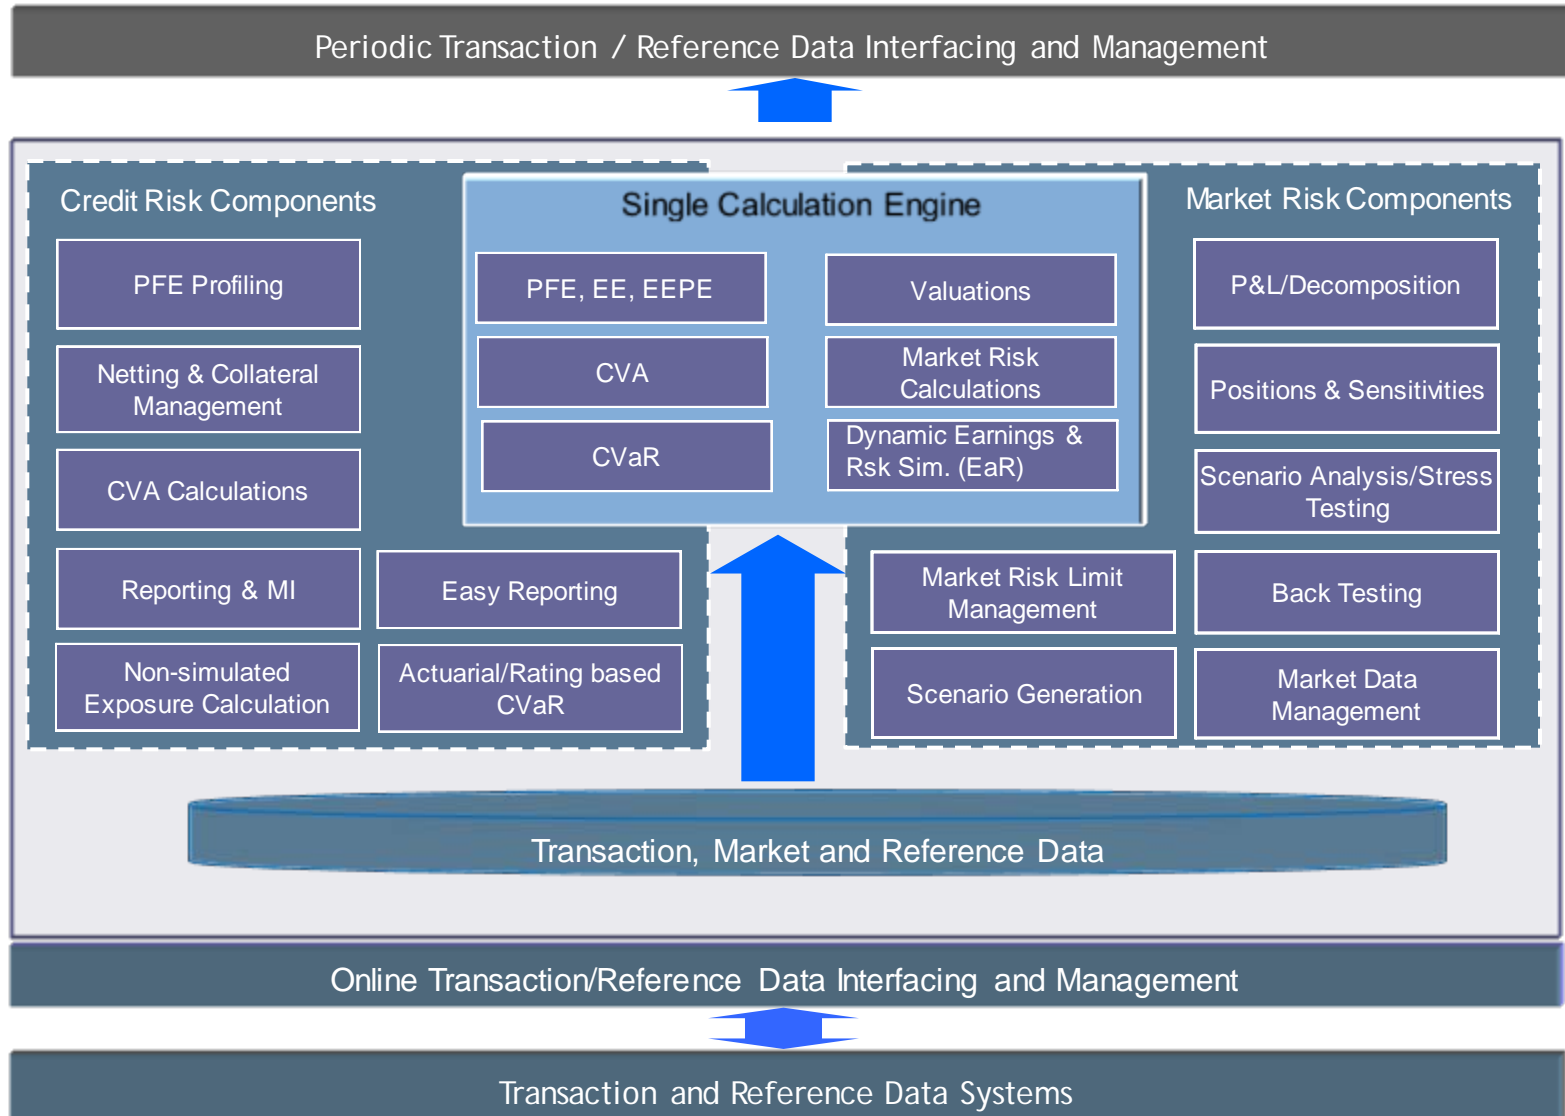 Periodic Transaction / Reference Data Interfacing and Management
Credit Risk Components
PFE Profiling
Netting & Collateral
Management
CVA Calculations
Reporting & MI
Easy Reporting
Non-simulated
Exposure Calculation
Actuarial/Rating based
CVaR
Single Calculation Engine
PFE, EE, EEPE
Valuations
CVA
Market Risk
Calculations
CVaR
Dynamic Earnings &
Rsk Sim. (EaR)
Market Risk Components
P&L/Decomposition
Positions & Sensitivities
Scenario Analysis/Stress
Testing
Market Risk Limit
Management
Back Testing
Scenario Generation
Market Data
Management
Transaction, Market and Reference Data
Online Transaction/Reference Data Interfacing and Management
Transaction and Reference Data Systems